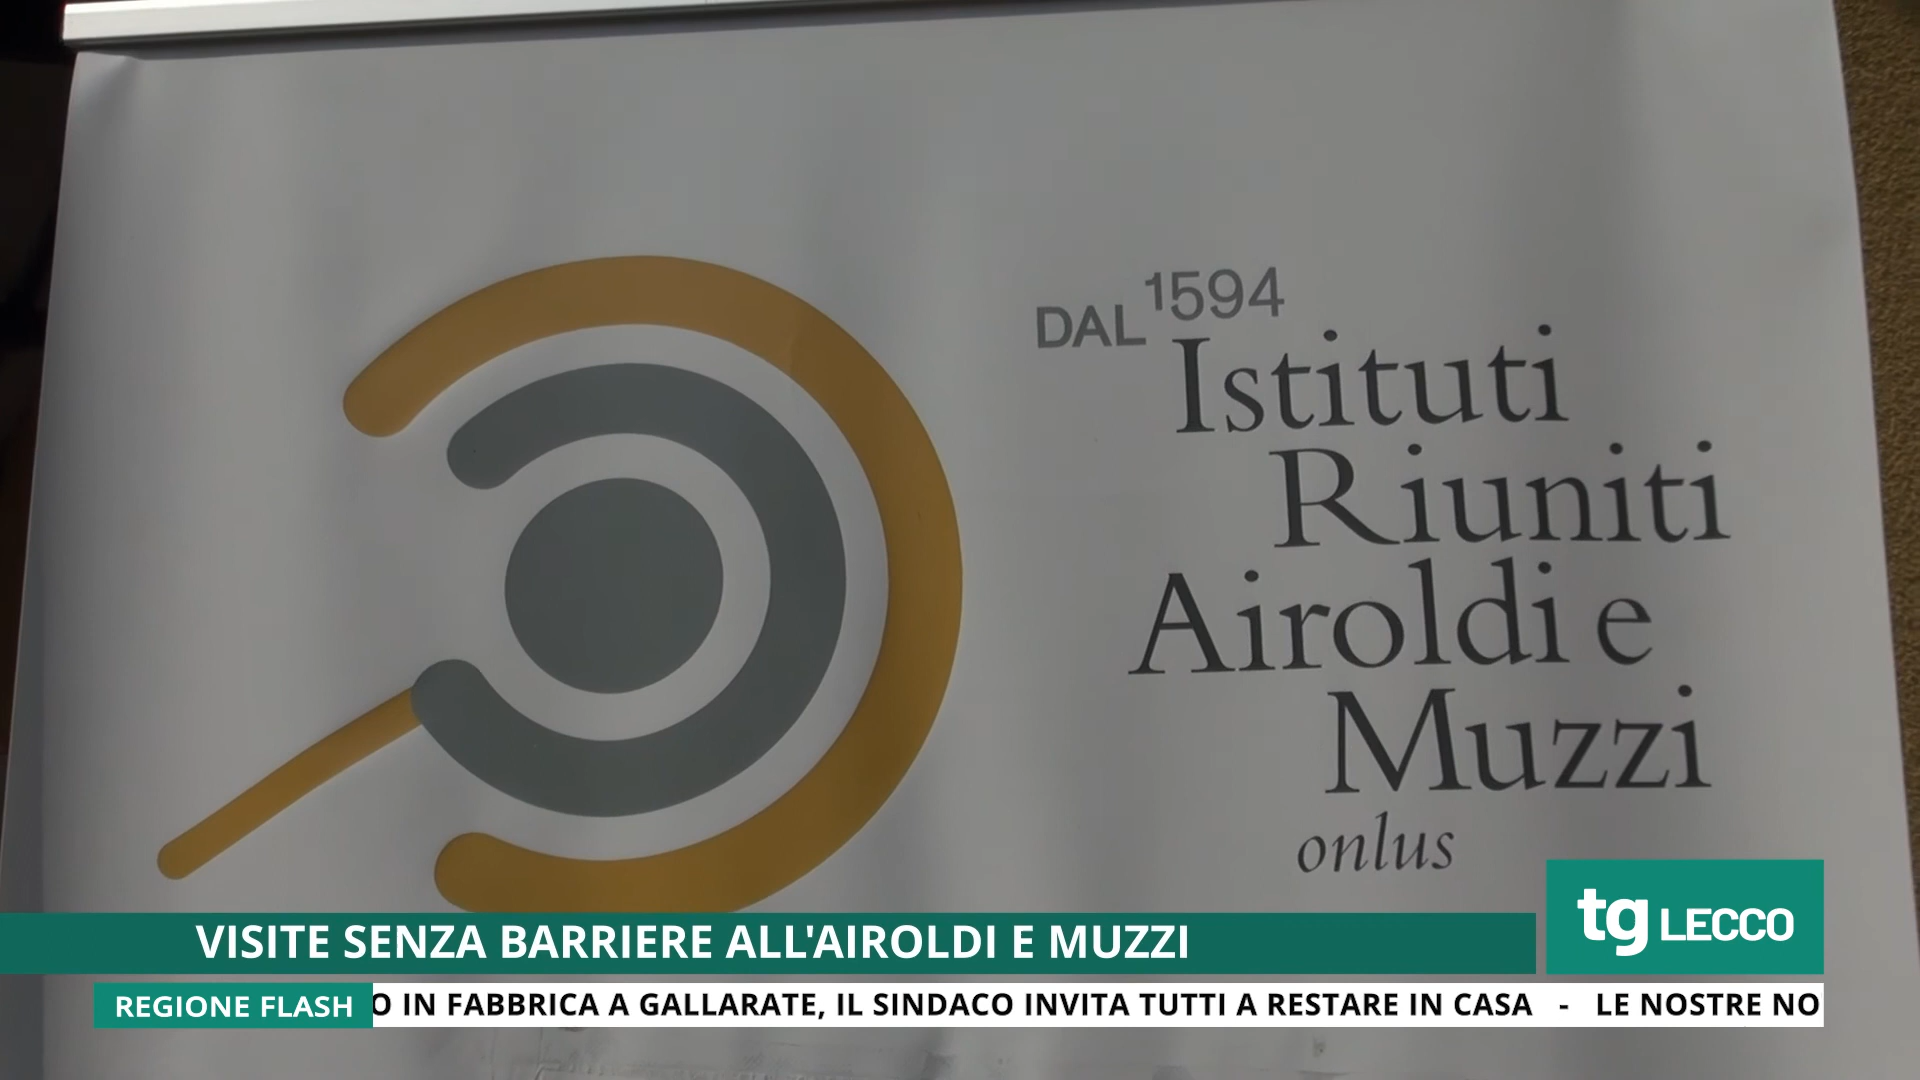 DAL 1594
Istituti
Riuniti
Airoldi e
Muzzi
onlus
tg LECCO
VISITE SENZA BARRIERE ALL'AIROLDI E MUZZI
REGIONE FLASH
O IN FABBRICA A GALLARATE, IL SINDACO INVITA TUTTI A RESTARE IN CASA - LE NOSTRE NO